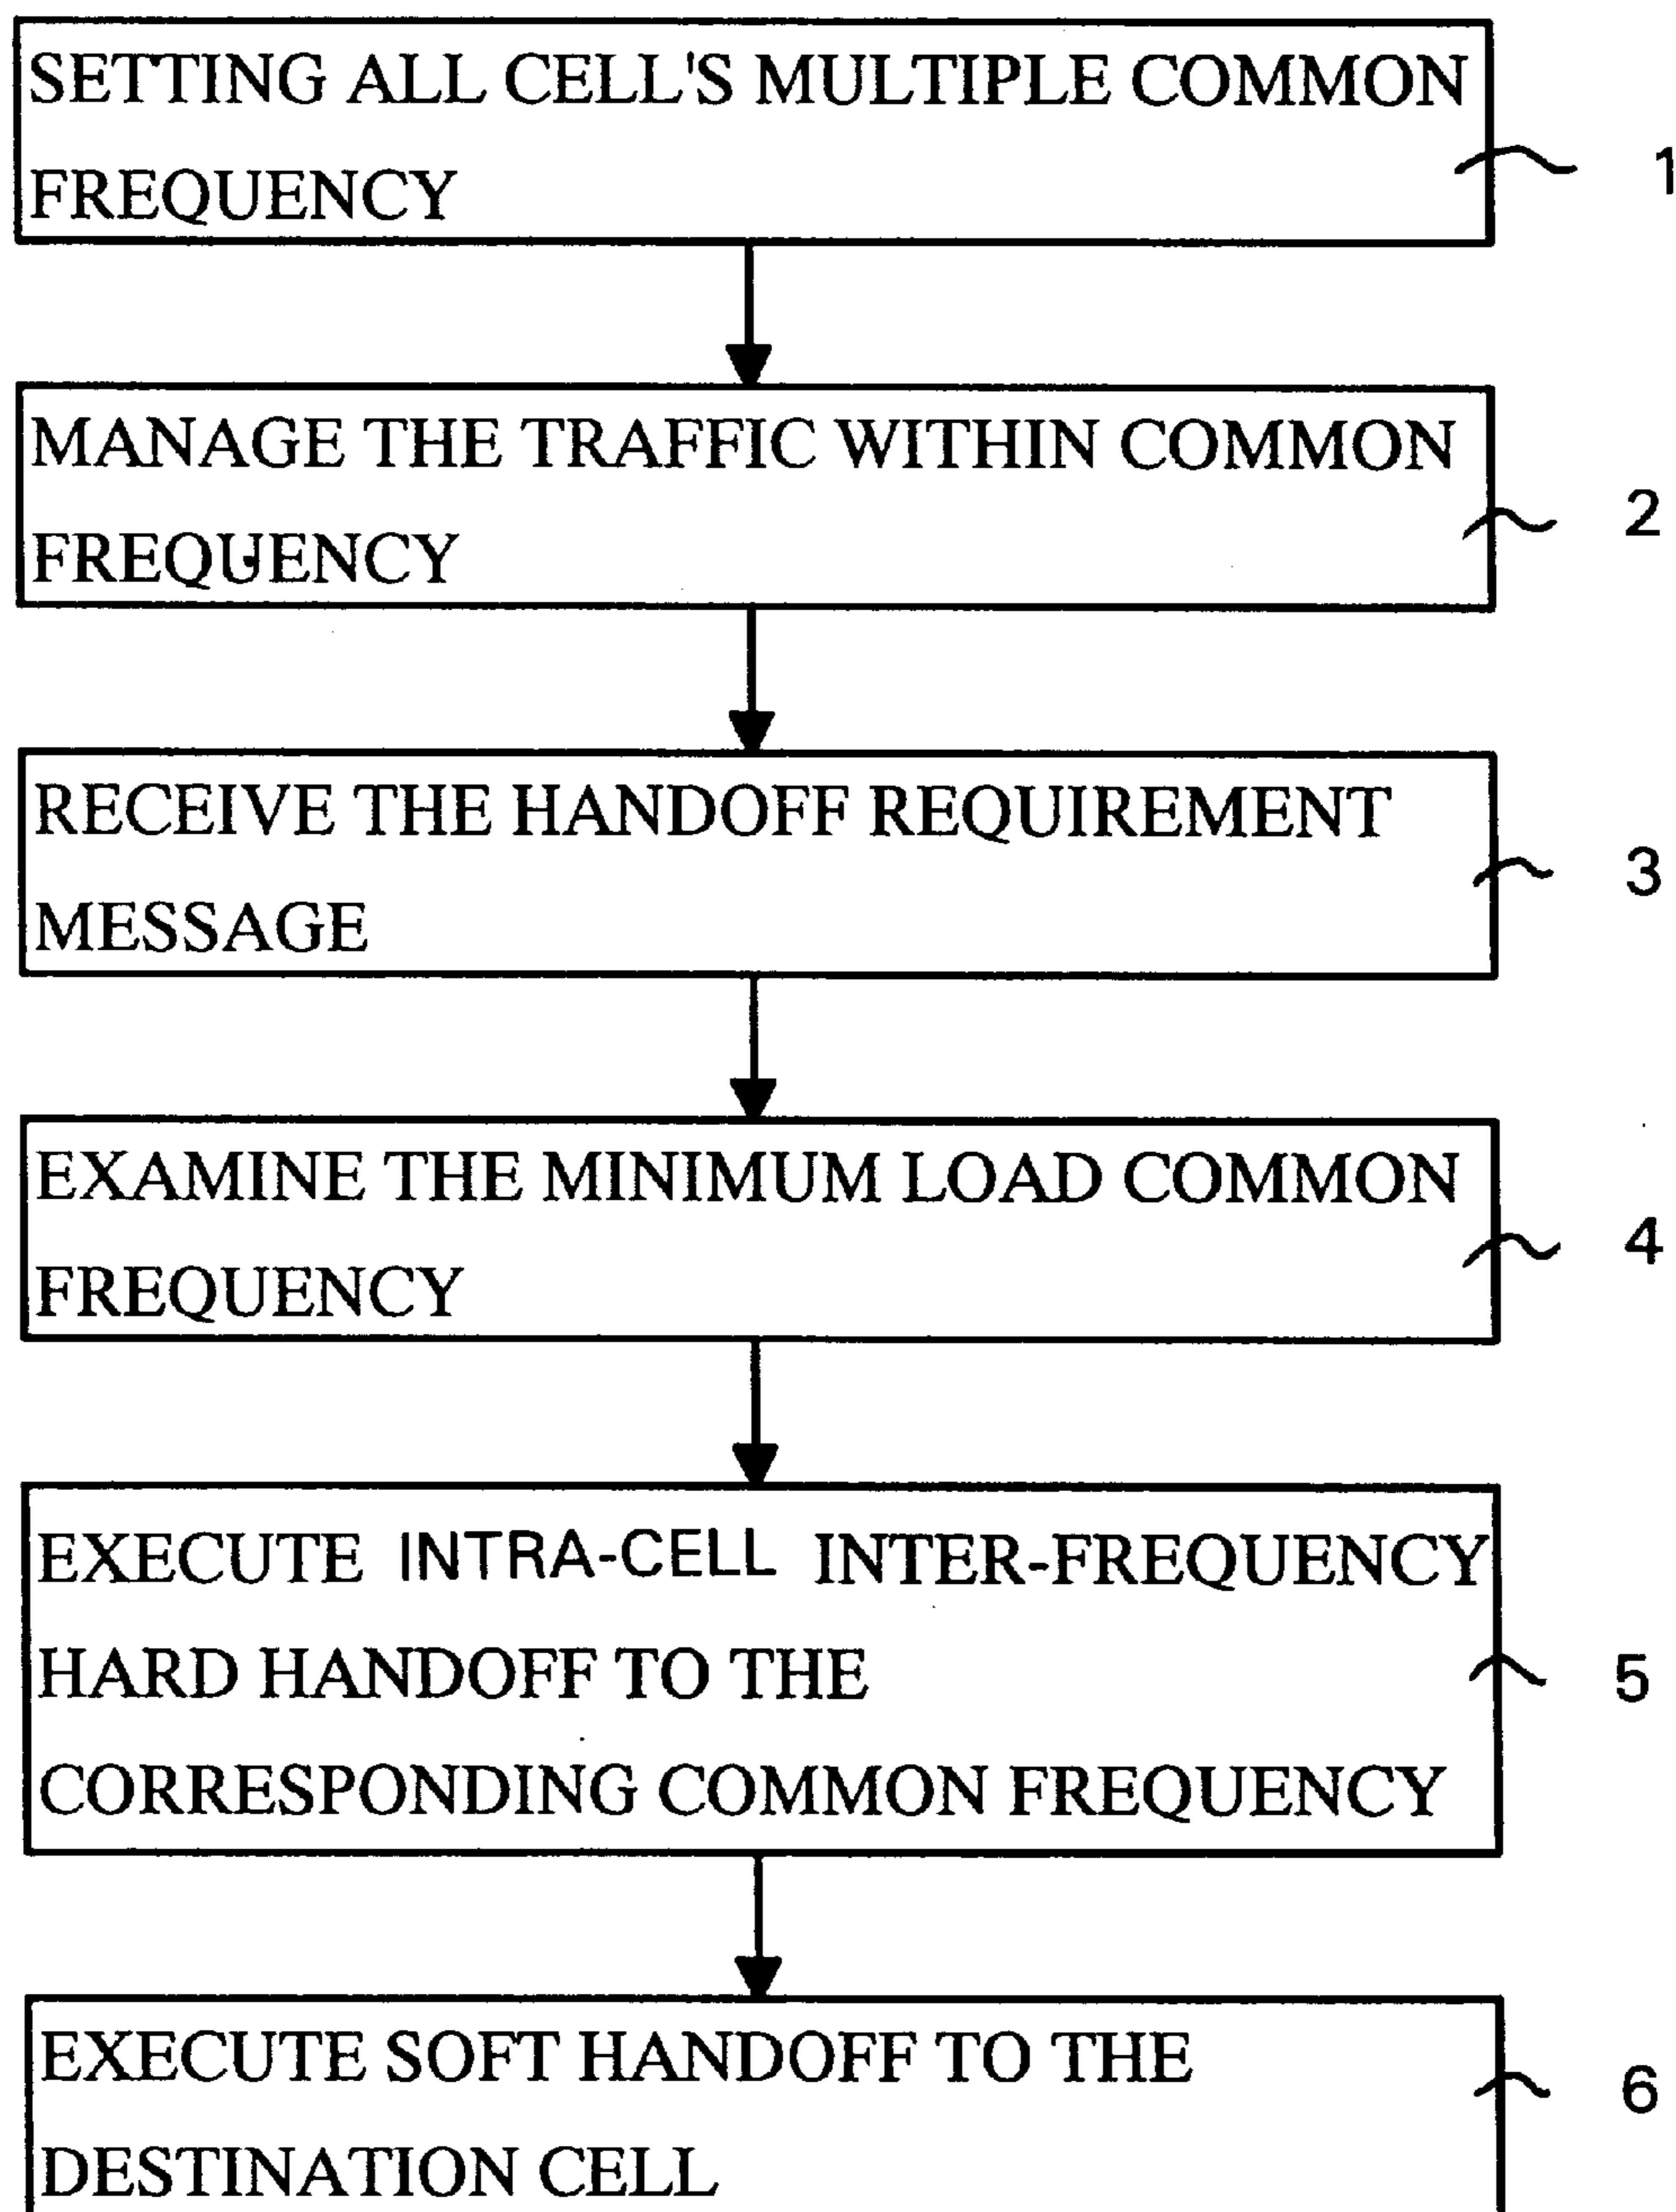 SETTING ALL CELL'S MULTIPLE COMMON
FREQUENCY
1
MANAGE THE TRAFFIC WITHIN COMMON
FREQUENCY
2
RECEIVE THE HANDOFF REQUIREMENT
MESSAGE
3
EXAMINE THE MINIMUM LOAD COMMON
FREQUENCY
4
EXECUTE INTRA-CELL INTER-FREQUENCY
HARD HANDOFF TO THE
CORRESPONDING COMMON FREQUENCY
5
EXECUTE SOFT HANDOFF TO THE
DESTINATION CELL
6